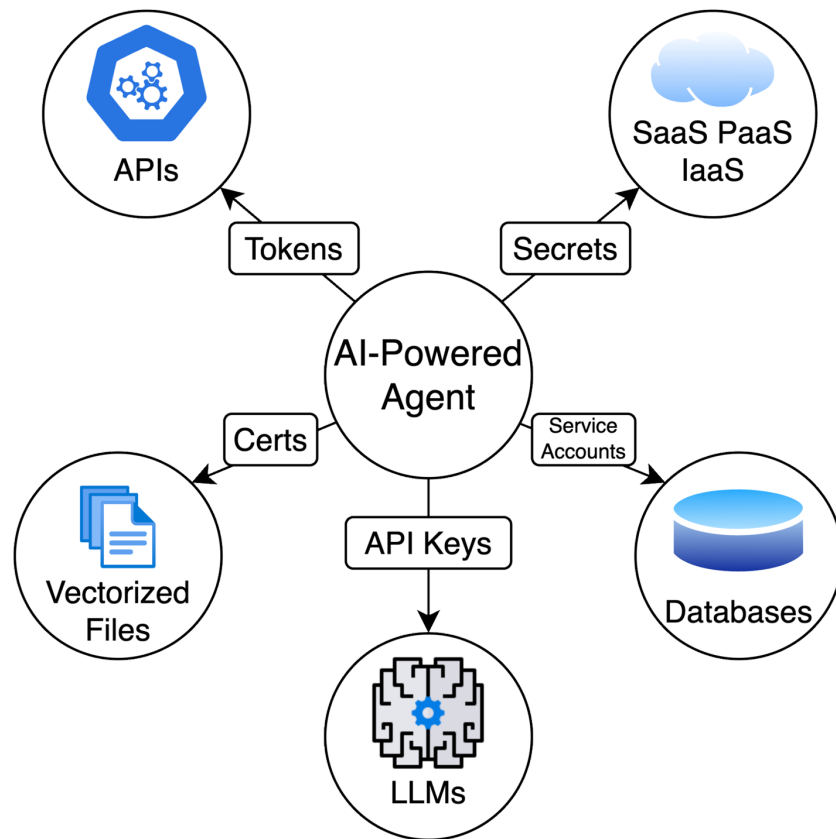 APIs
SaaS PaaS
IaaS
Tokens
Secrets
AI-Powered
Agent
Certs
Service
Accounts
API Keys
Vectorized
Files
Databases
LLMs